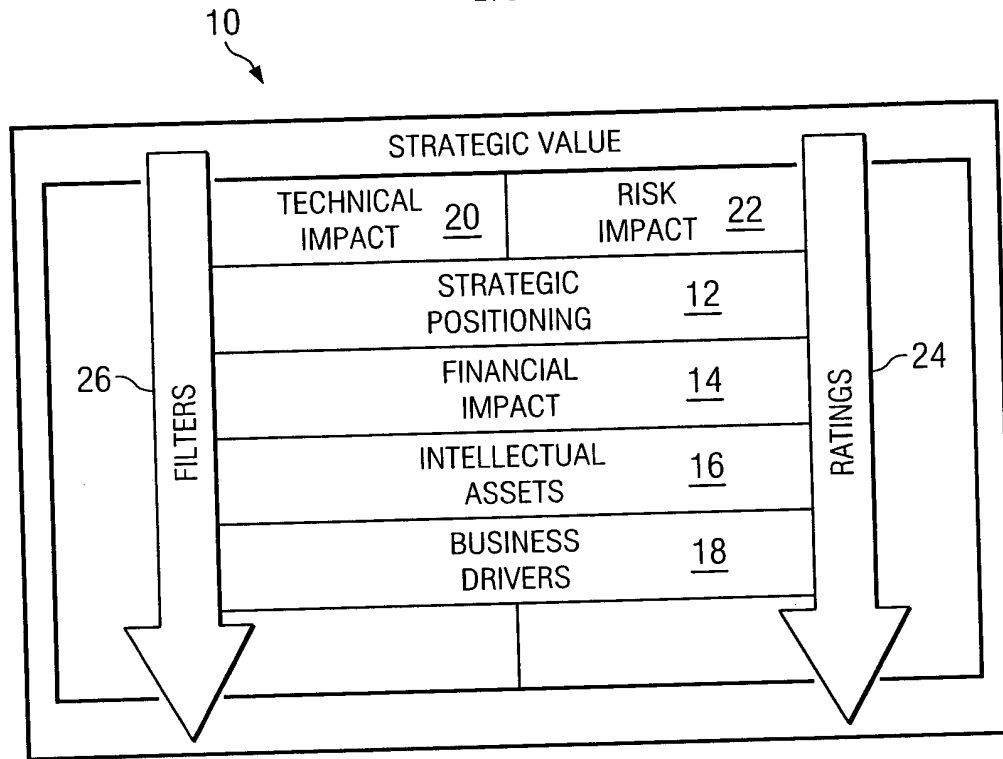 10
STRATEGIC VALUE
TECHNICAL
IMPACT 20
RISK
IMPACT 22
STRATEGIC
POSITIONING 12
FINANCIAL
IMPACT 14
INTELLECTUAL
ASSETS 16
BUSINESS
DRIVERS 18
26
FILTERS
RATINGS
24